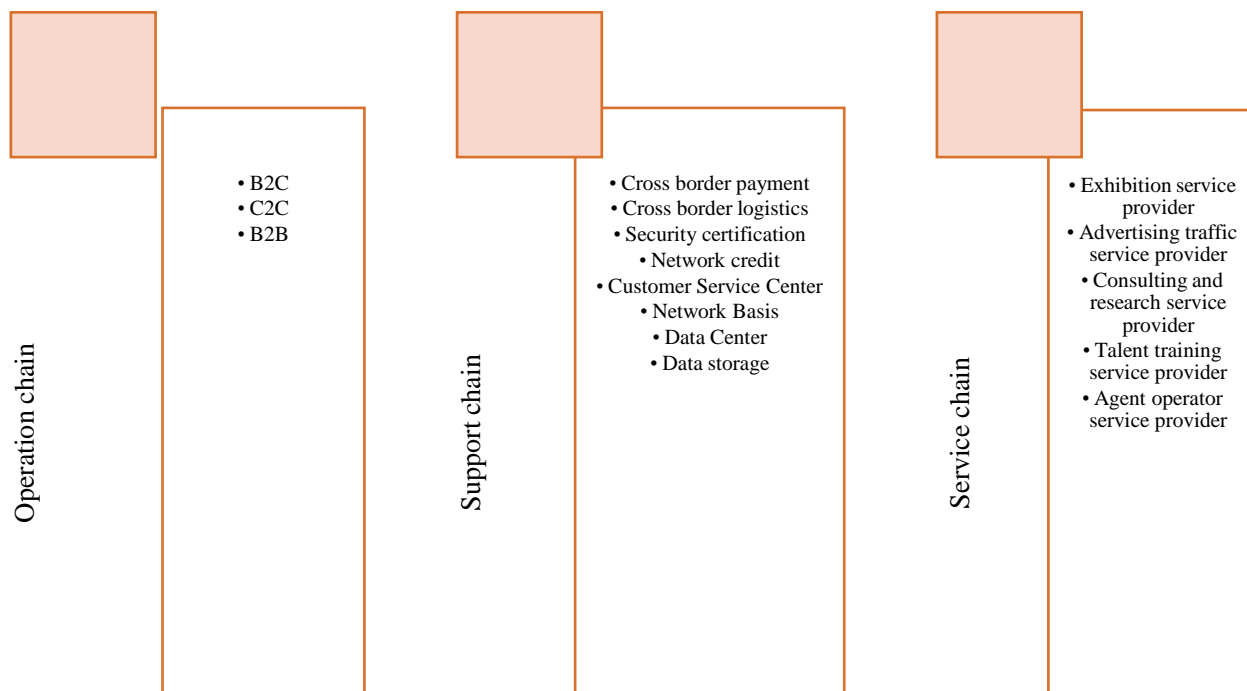 Operation chain
• B2C
• C2C
• B2B
Support chain
• Cross border payment
• Cross border logistics
• Security certification
• Network credit
• Customer Service Center
• Network Basis
• Data Center
• Data storage
Service chain
• Exhibition service
provider
• Advertising traffic
service provider
• Consulting and
research service
provider
• Talent training
service provider
• Agent operator
service provider